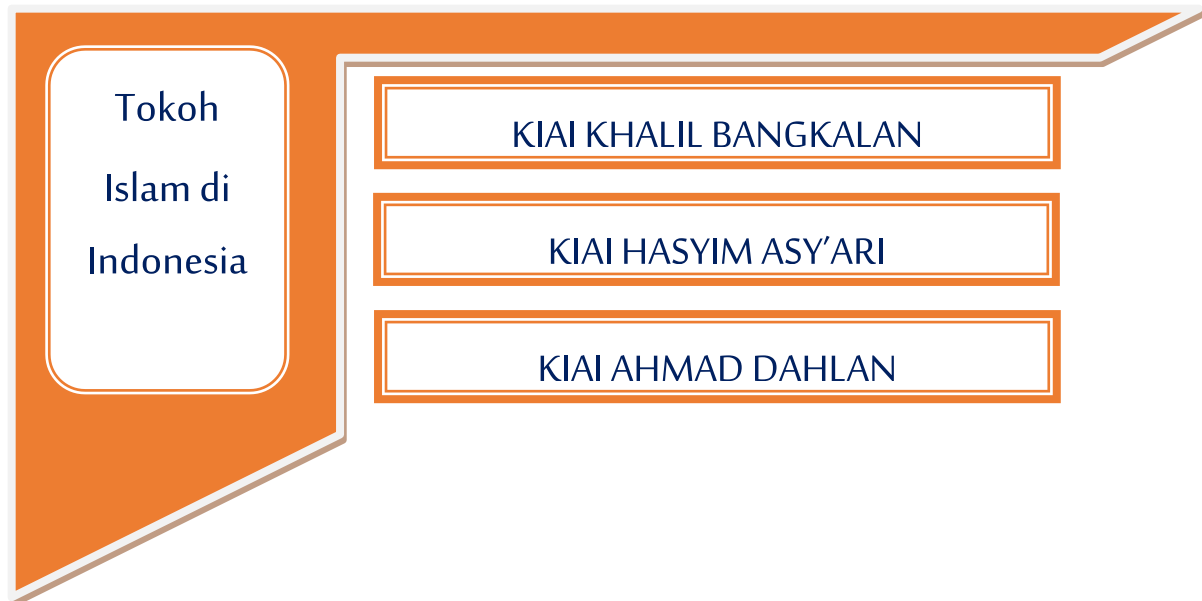 Tokoh
Islam di
Indonesia
KIAI KHALIL BANGKALAN
KIAI HASYIM ASY’ARI
KIAI AHMAD DAHLAN